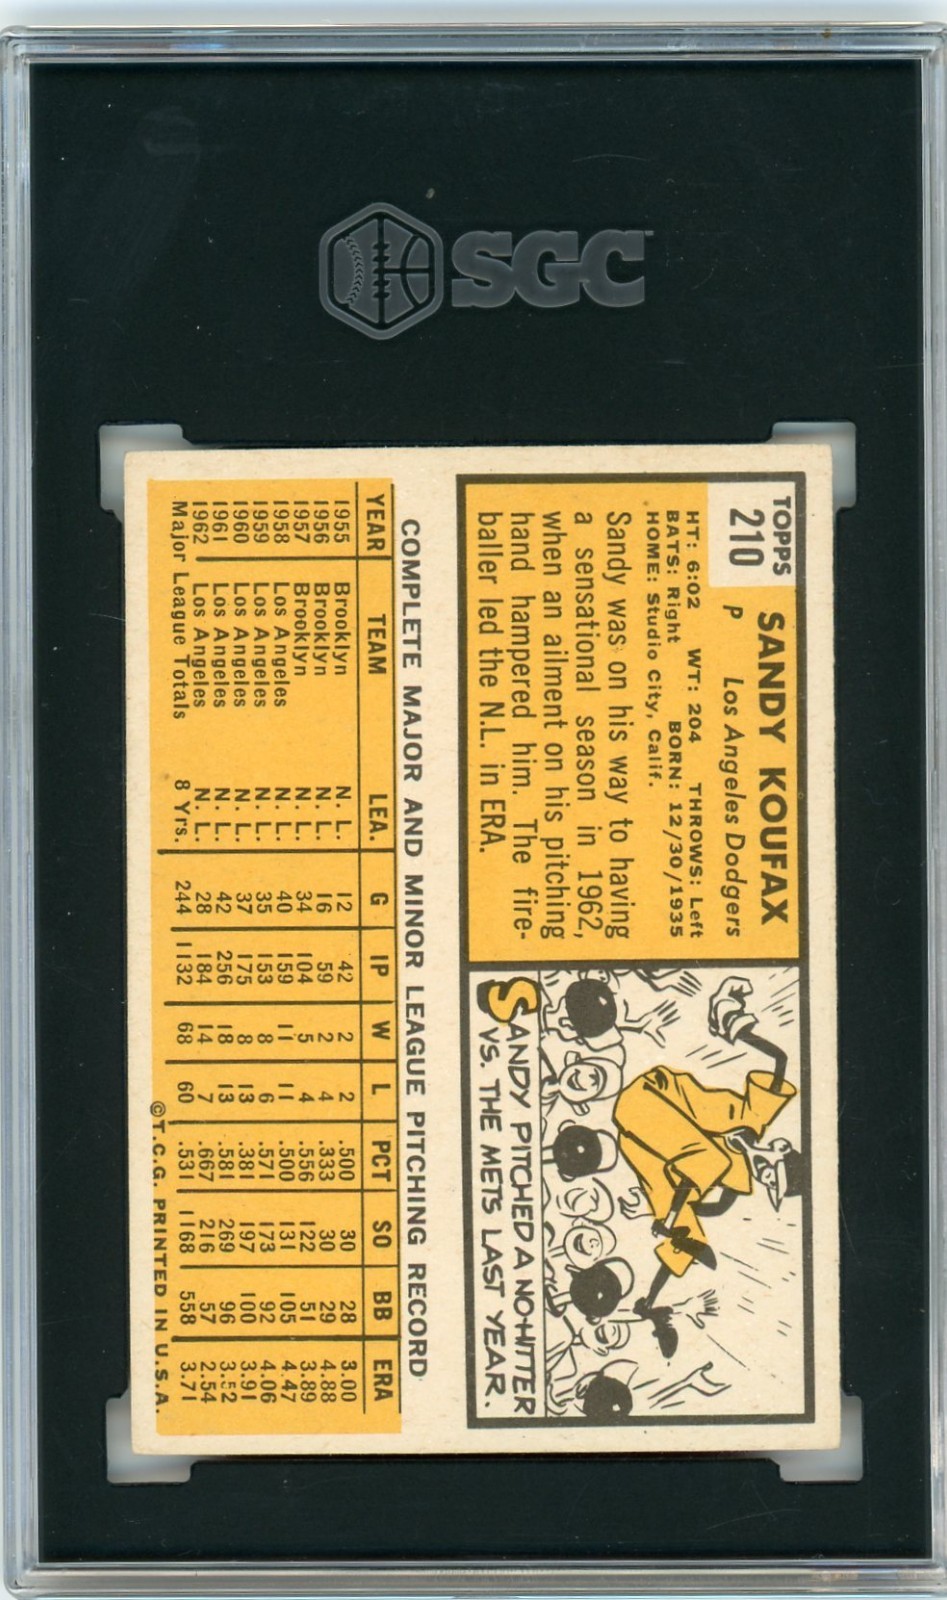 SGC
TOPPS
210
SANDY KOUFAX
P Los Angeles Dodgers
HT: 6:02 WT: 204 THROWS: Left
BATS: Right BORN: 12/30/1935
HOME: Studio City, Calif.
Sandy was on his way to having
a sensational season in 1962,
when an ailment on his pitching
hand hampered him. The fire-
baller led the N.L. in ERA.
SANDY PITCHED A NO-HITTER
VS. THE METS LAST YEAR.
COMPLETE MAJOR AND MINOR LEAGUE PITCHING RECORD
YEAR TEAM LEA. G IP W L PCT SO BB ERA
1955 Brooklyn N. L. 12 42 2 2 .500 30 28 3.00
1956 Brooklyn N. L. 16 59 2 4 .333 30 29 4.88
1957 Brooklyn N. L. 34 104 5 4 .556 122 51 3.89
1958 Los Angeles N. L. 40 159 11 11 .500 131 105 4.47
1959 Los Angeles N. L. 35 153 8 6 .571 173 92 4.06
1960 Los Angeles N. L. 37 175 8 13 .381 197 100 3.91
1961 Los Angeles N. L. 42 256 18 13 .581 269 96 3.52
1962 Los Angeles N. L. 28 184 14 7 .667 216 57 2.54
Major League Totals 8 Yrs. 244 1132 68 60 .531 1168 558 3.71
©T.C.G. PRINTED IN U.S.A.